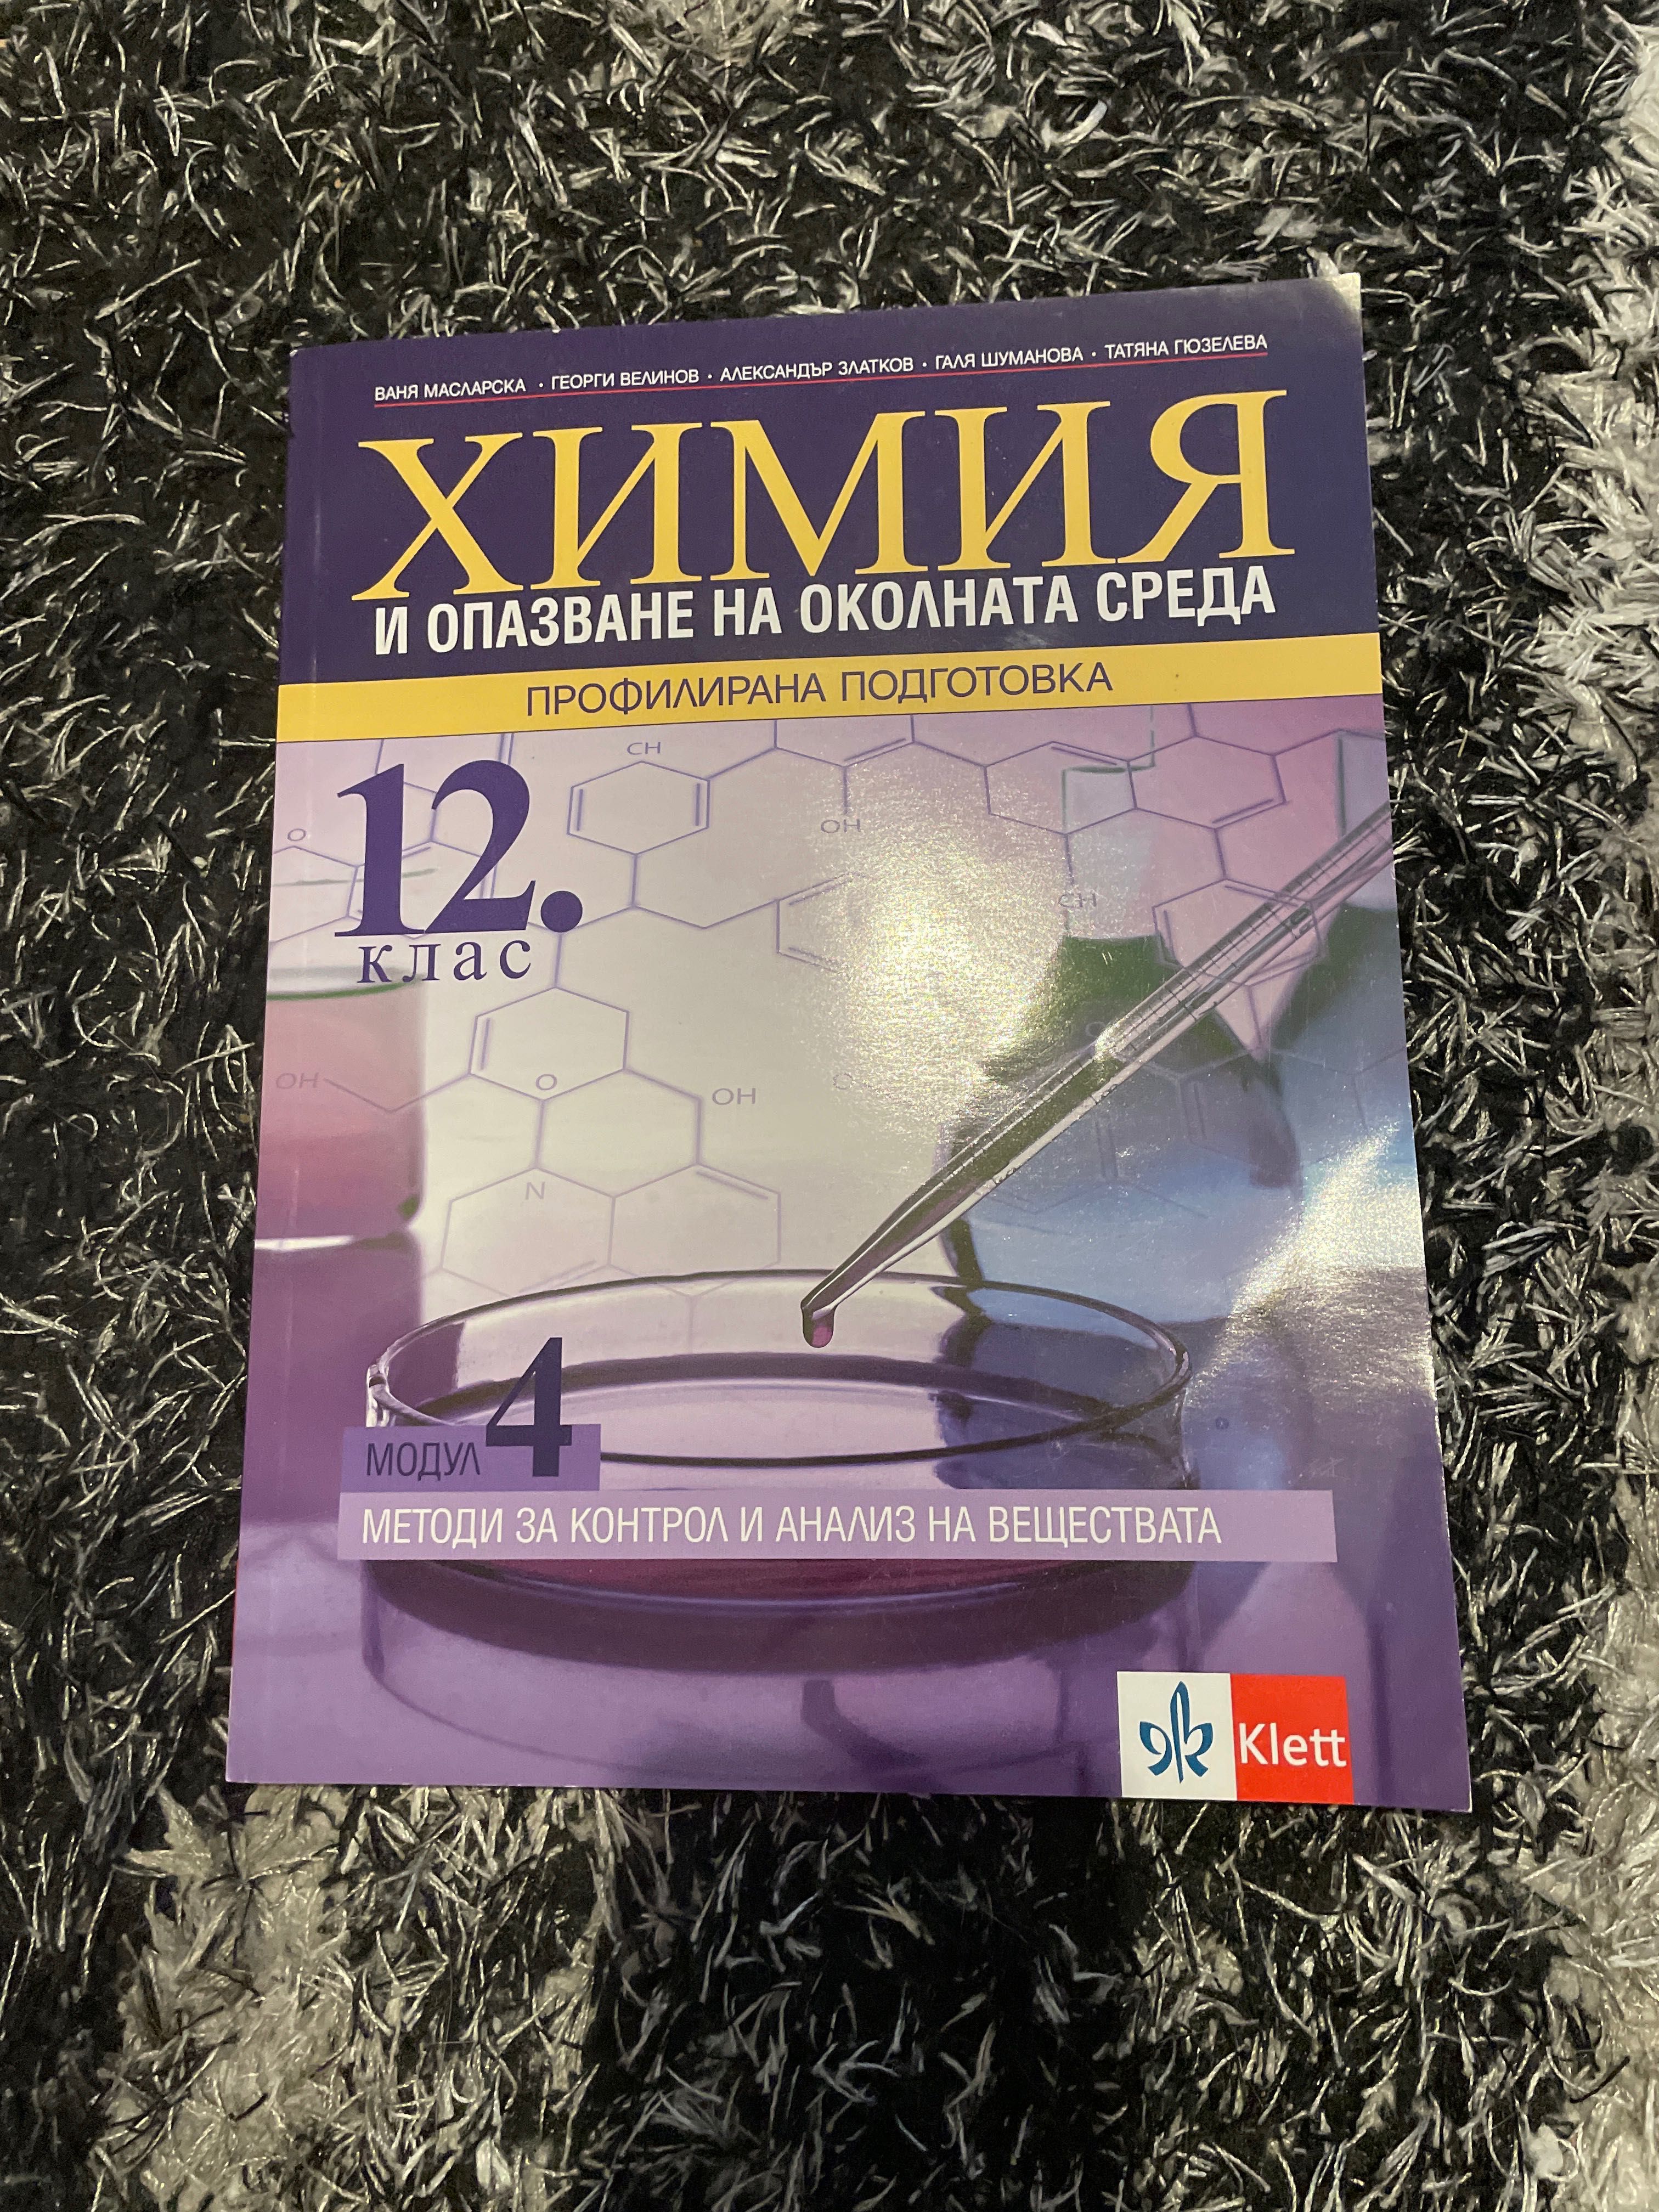 ВАНЯ МАСЛАРСКА • ГЕОРГИ ВЕЛИНОВ • АЛЕКСАНДЪР ЗЛАТКОВ • ГАЛЯ ШУМАНОВА • ТАТЯНА ГЮЗЕЛЕВА
ХИМИЯ
И ОПАЗВАНЕ НА ОКОЛНАТА СРЕДА
ПРОФИЛИРАНА ПОДГОТОВКА
12.
клас
CH
O
OH
CH
OH
O
OH
N
МОДУЛ 4
МЕТОДИ ЗА КОНТРОЛ И АНАЛИЗ НА ВЕЩЕСТВАТА
Klett